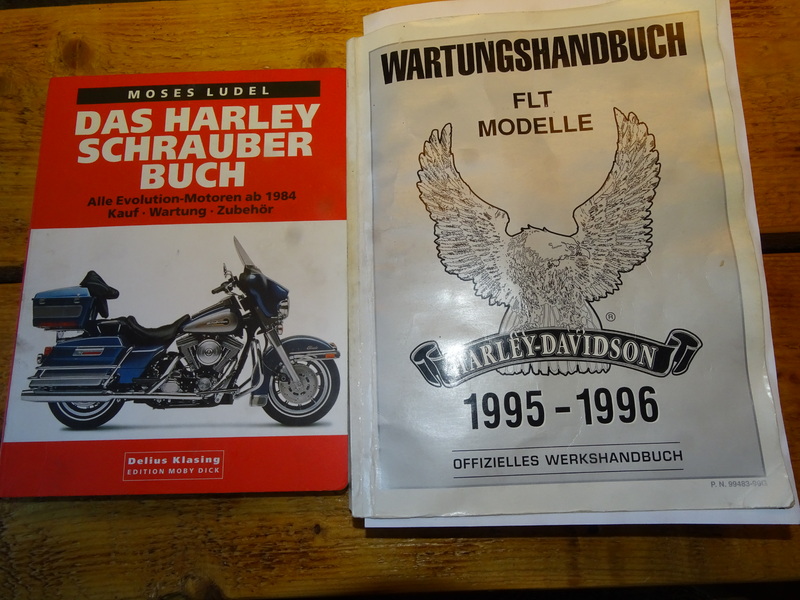 MOSES LUDEL
DAS HARLEY
SCHRAUBER
BUCH
Alle Evolution-Motoren ab 1984
Kauf · Wartung · Zubehör
Delius Klasing
EDITION MOBY DICK
WARTUNGSHANDBUCH
FLT
MODELLE
®
HARLEY-DAVIDSON
1995-1996
OFFIZIELLES WERKSHANDBUCH
P. N.